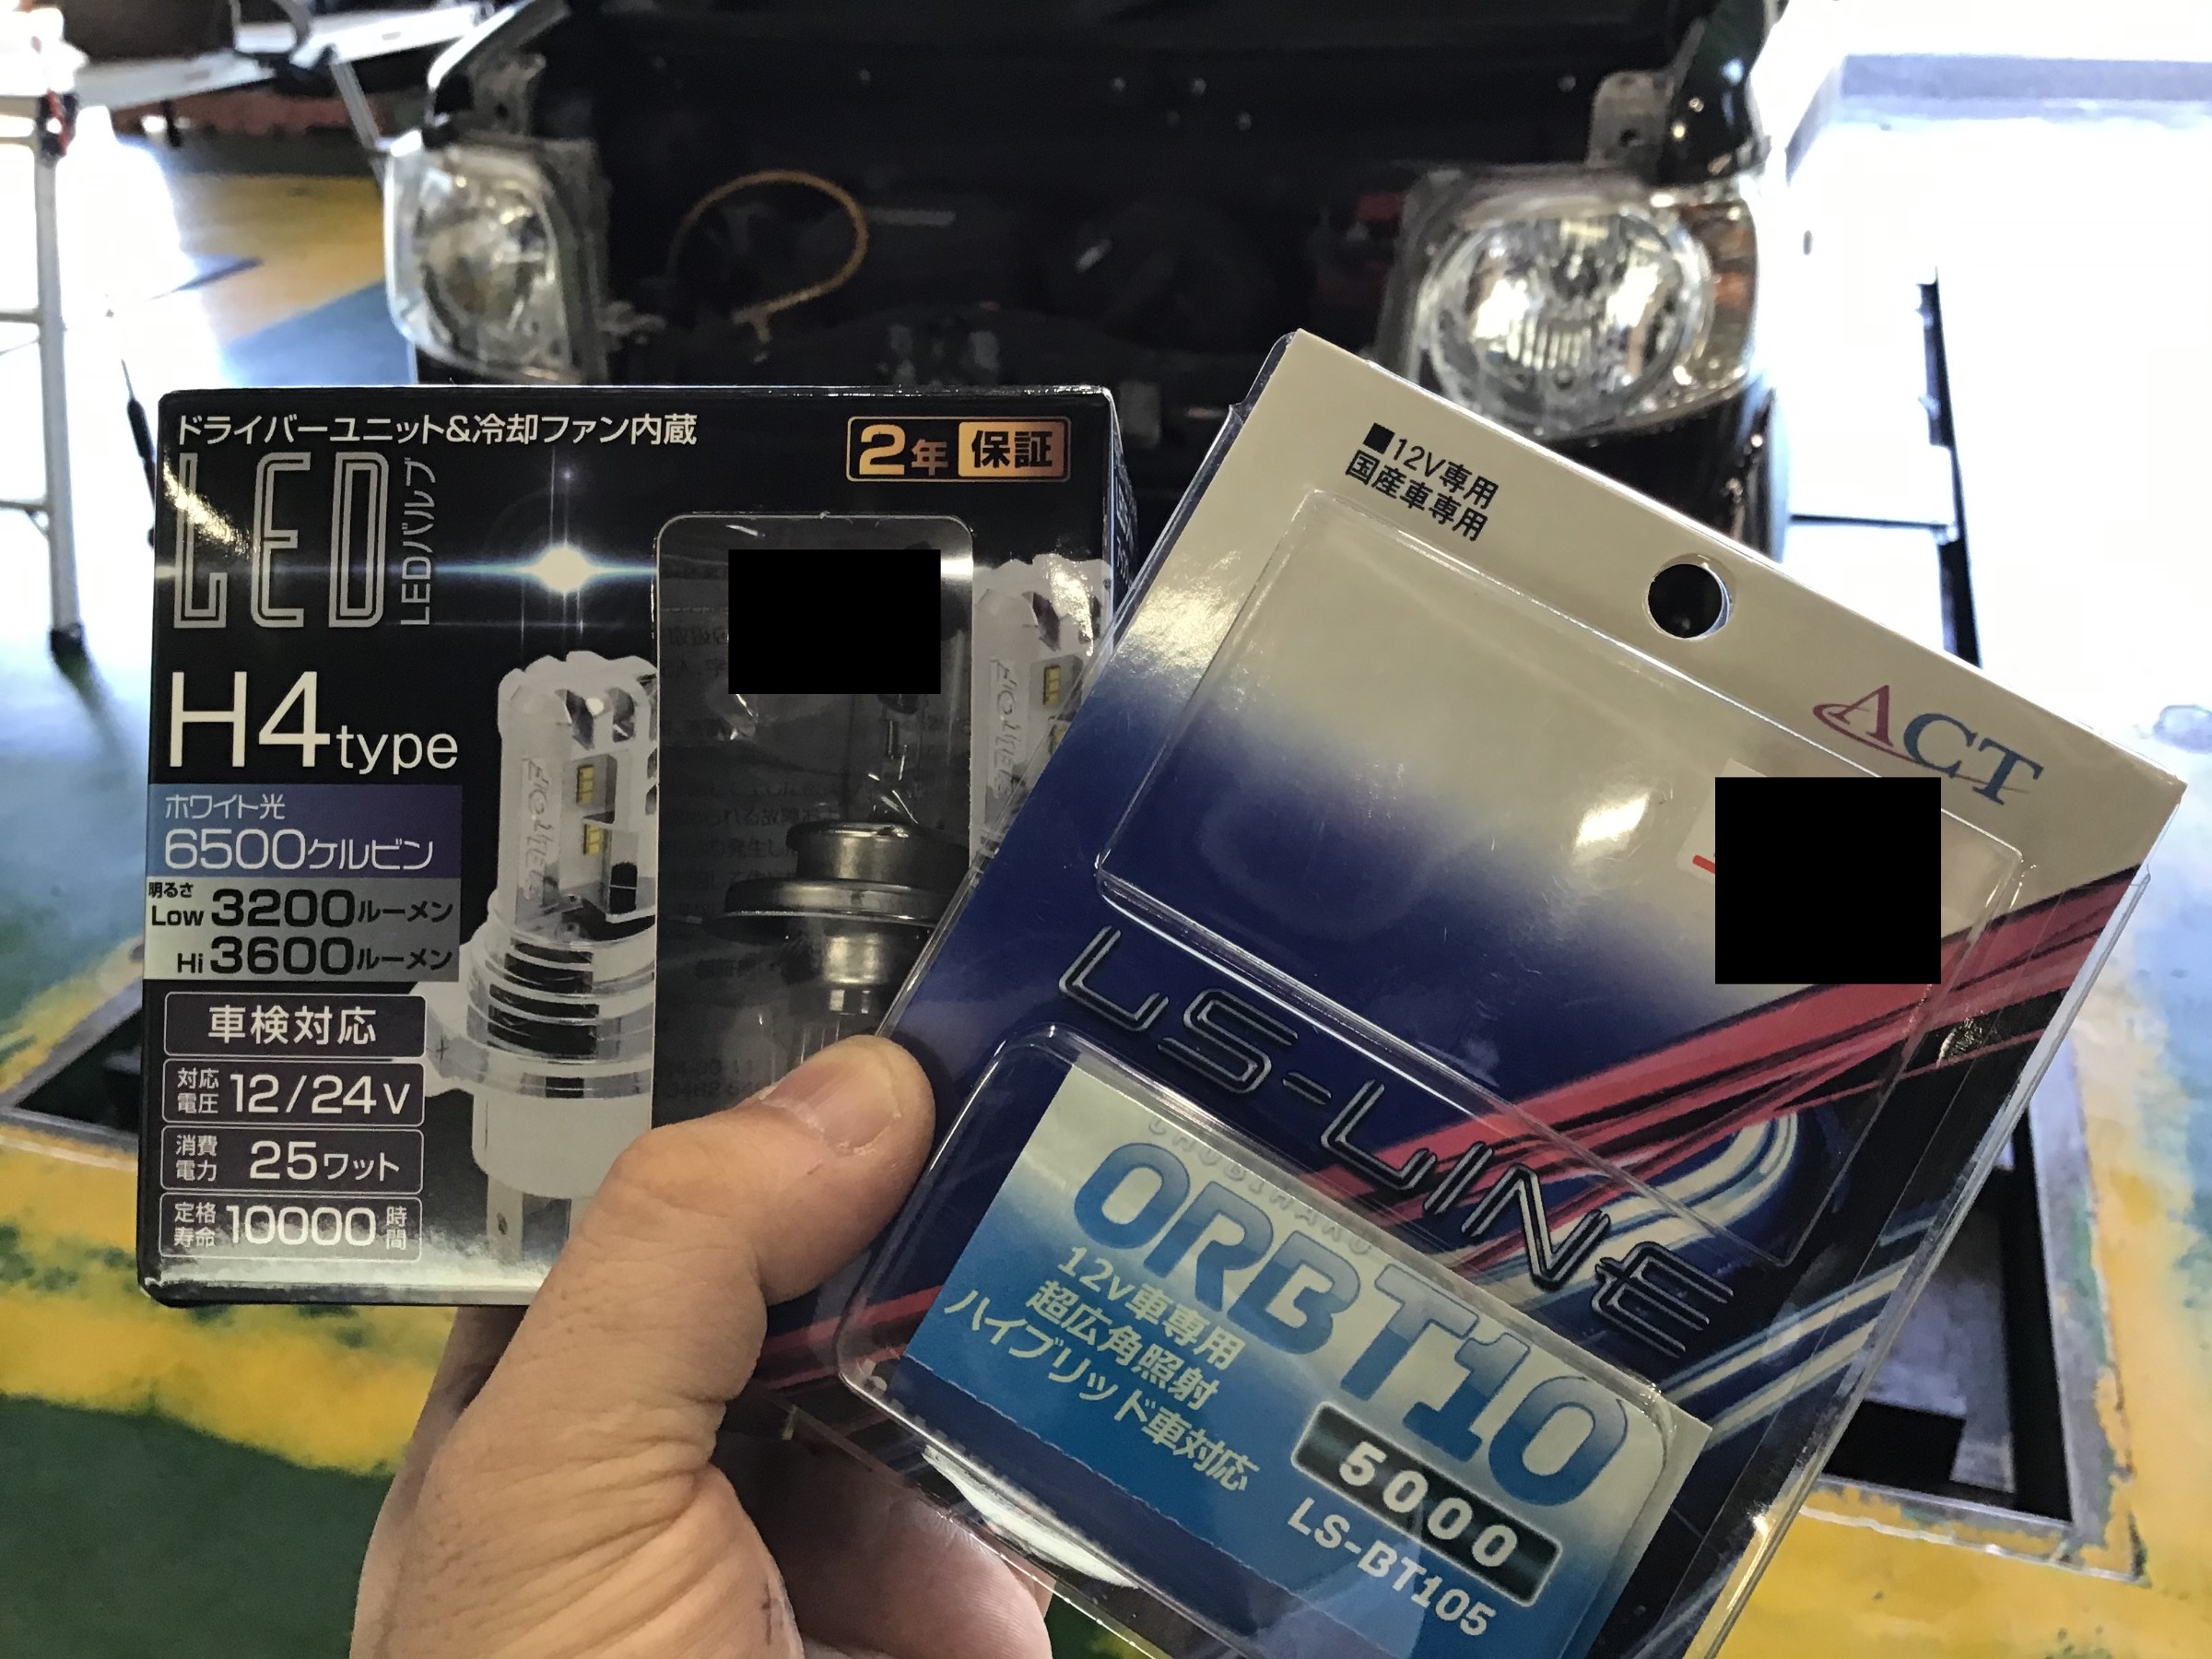 ドライバーユニット&冷却ファン内蔵
2年 保証
LED
LEDバルブ
H4type
ホワイト光
6500ケルビン
明るさ
Low 3200ルーメン
Hi 3600ルーメン
車検対応
対応電圧 12/24V
消費電力 25ワット
定格寿命 10000時間
■12V専用
国産車専用
ACT
LS-LINE
ORBT10
12v車専用
超広角照射
ハイブリッド車対応
5000
LS-BT105